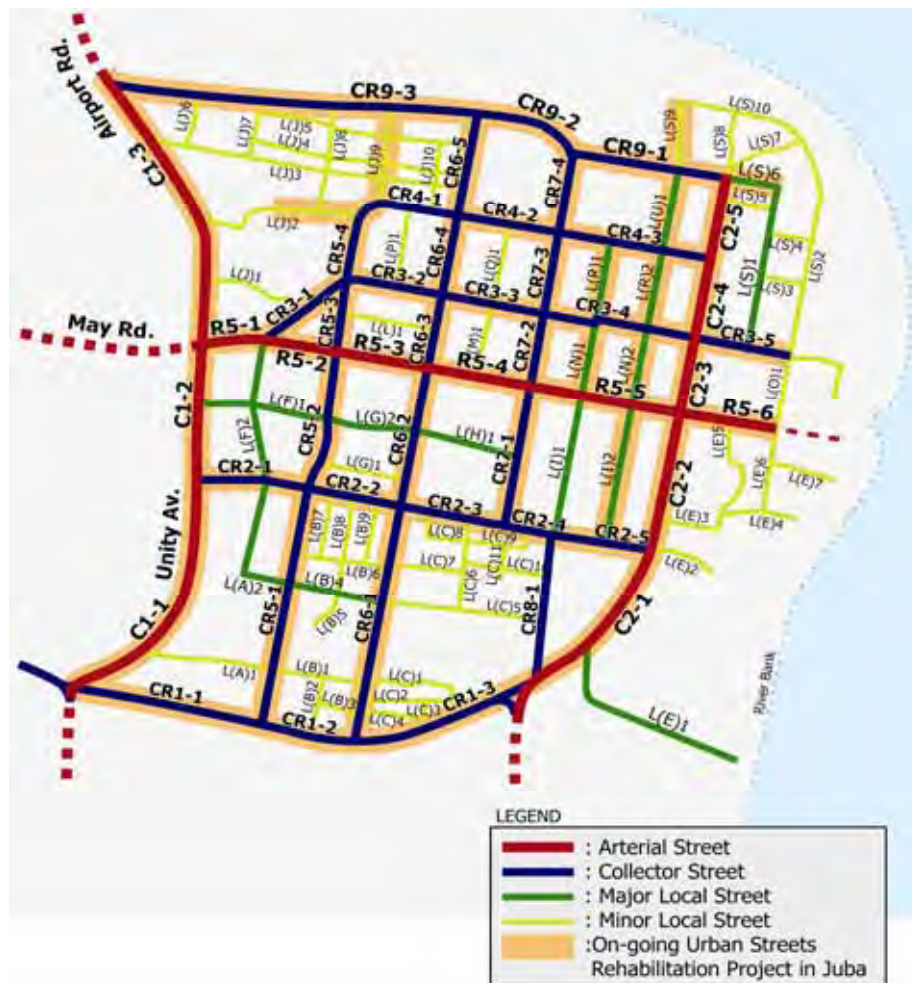 Airport Rd.
C1-3
CR9-3
CR9-2
CR9-1
L(J)6
L(J)7
L(J)5
L(J)4
L(J)8
L(J)3
L(J)9
L(J)10
CR6-5
CR7-4
L(S)9
L(S)10
L(S)8
L(S)7
L(S)6
L(S)5
C2-5
L(U)1
L(J)2
CR4-1
CR4-2
CR4-3
CR5-4
L(P)1
CR6-4
L(Q)1
CR7-3
L(R)1
L(R)2
L(S)4
L(S)1
L(S)2
L(S)3
C2-4
L(J)1
CR3-1
CR3-2
CR3-3
CR3-4
CR3-5
May Rd.
R5-1
CR5-3
L(L)1
CR6-3
L(M)1
CR7-2
L(N)1
L(N)2
C2-3
R5-2
R5-3
R5-4
R5-5
R5-6
L(O)1
C1-2
L(F)1
L(F)2
CR5-2
L(G)2
CR6-2
L(H)1
CR2-1
L(I)1
L(I)2
C2-2
L(E)5
L(E)6
L(E)7
CR2-1
L(G)1
CR2-2
CR2-3
CR2-4
CR2-5
L(E)3
L(E)4
L(E)2
Unity Av.
L(B)7
L(B)8
L(B)9
L(C)8
L(C)9
L(A)2
L(B)4
L(B)6
L(C)7
L(C)6
L(C)11
L(C)1
L(B)5
CR5-1
CR6-1
L(C)5
CR8-1
C2-1
C1-1
L(A)1
L(B)1
L(B)2
L(B)3
L(C)1
L(C)2
L(C)3
L(C)4
CR1-1
CR1-2
CR1-3
L(E)1
River Bank
LEGEND
: Arterial Street
: Collector Street
: Major Local Street
: Minor Local Street
:On-going Urban Streets
Rehabilitation Project in Juba